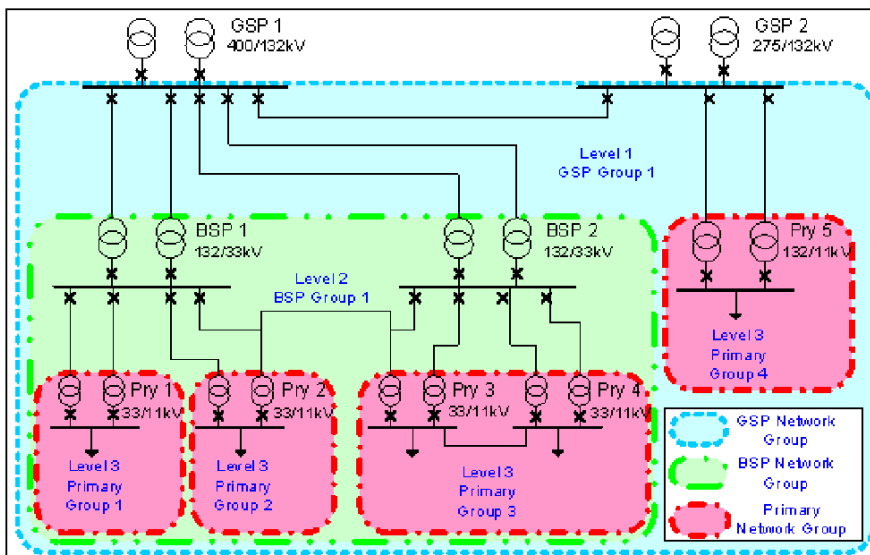 GSP 1
400/132kV
GSP 2
275/132kV
Level 1
GSP Group 1
BSP 1
132/33kV
BSP 2
132/33kV
Pry 5
132/11kV
Level 2
BSP Group 1
Level 3
Primary
Group 4
Pry 1
33/11kV
Pry 2
33/11kV
Pry 3
33/11kV
Pry 4
33/11kV
Level 3
Primary
Group 1
Level 3
Primary
Group 2
Level 3
Primary
Group 3
GSP Network
Group
BSP Network
Group
Primary
Network Group